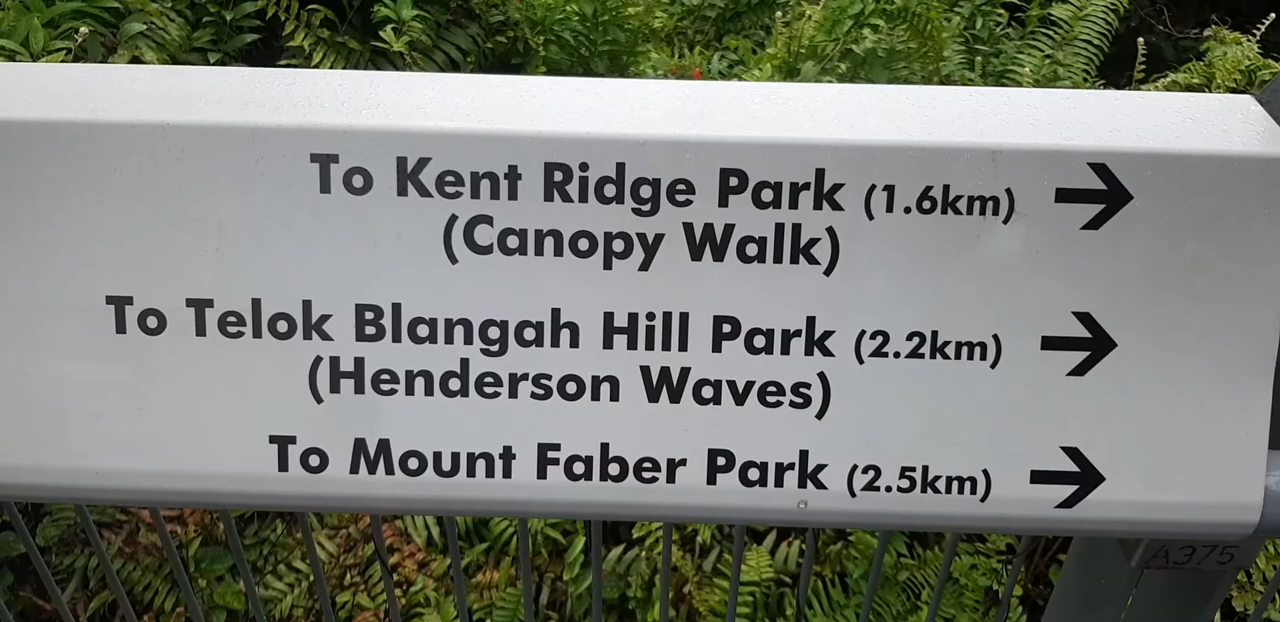 To Kent Ridge Park (1.6km) →
(Canopy Walk)
To Telok Blangah Hill Park (2.2km) →
(Henderson Waves)
To Mount Faber Park (2.5km) →
A375